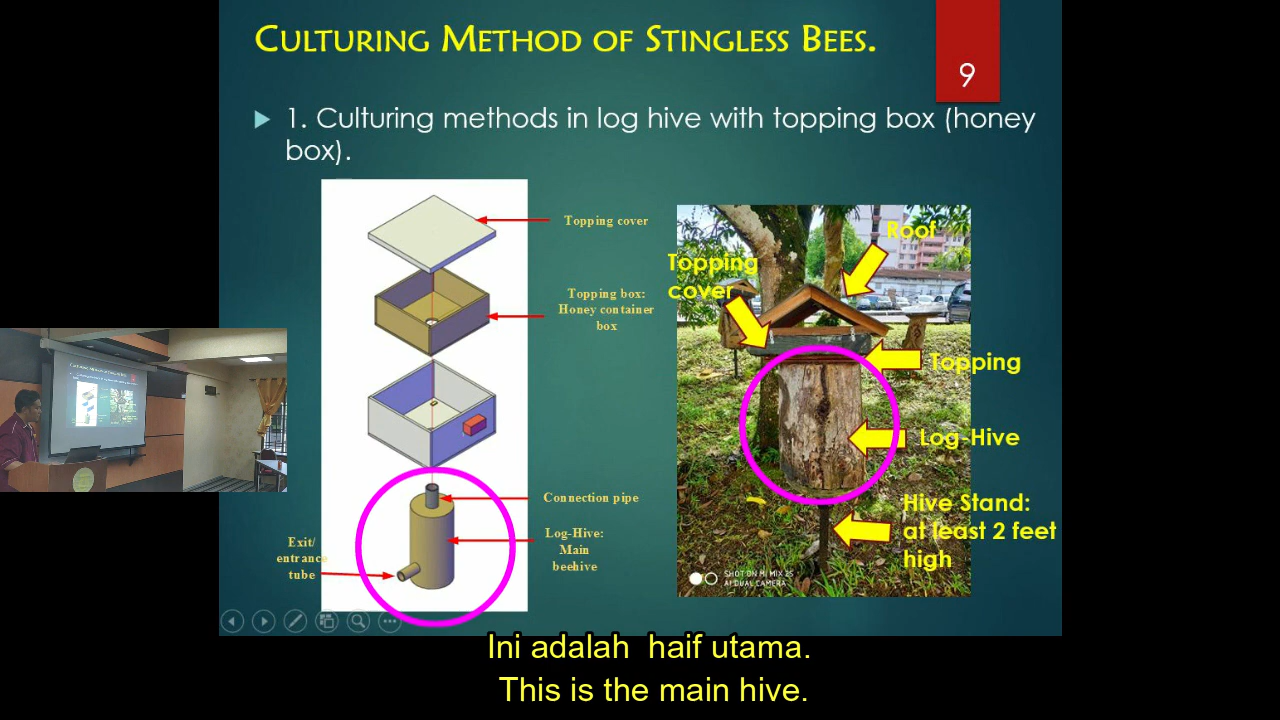 CULTURING METHOD OF STINGLESS BEES.
9
1. Culturing methods in log hive with topping box (honey
box).
Topping cover
Topping box:
Honey container
box
Connection pipe
Log-Hive:
Main
beehive
Exit/
entrance
tube
Roof
Topping
cover
Topping
Log-Hive
Hive Stand:
at least 2 feet
high
SHOT ON MI MIX 2S
AI DUAL CAMERA
Ini adalah haif utama.
This is the main hive.